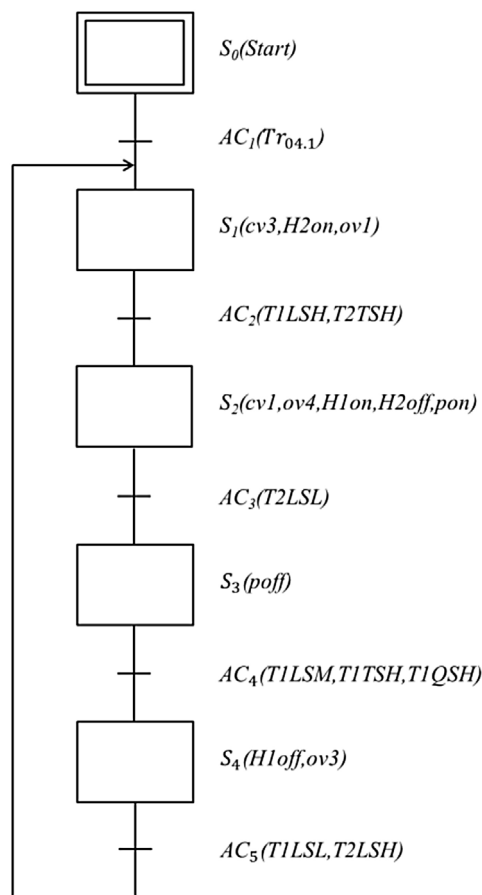 S₀(Start)
AC₁(Tr₀₄.₁)
S₁(cv3,H2on,ov1)
AC₂(T1LSH,T2TSH)
S₂(cv1,ov4,H1on,H2off,pon)
AC₃(T2LSL)
S₃(poff)
AC₄(T1LSM,T1TSH,T1QSH)
S₄(H1off,ov3)
AC₅(T1LSL,T2LSH)